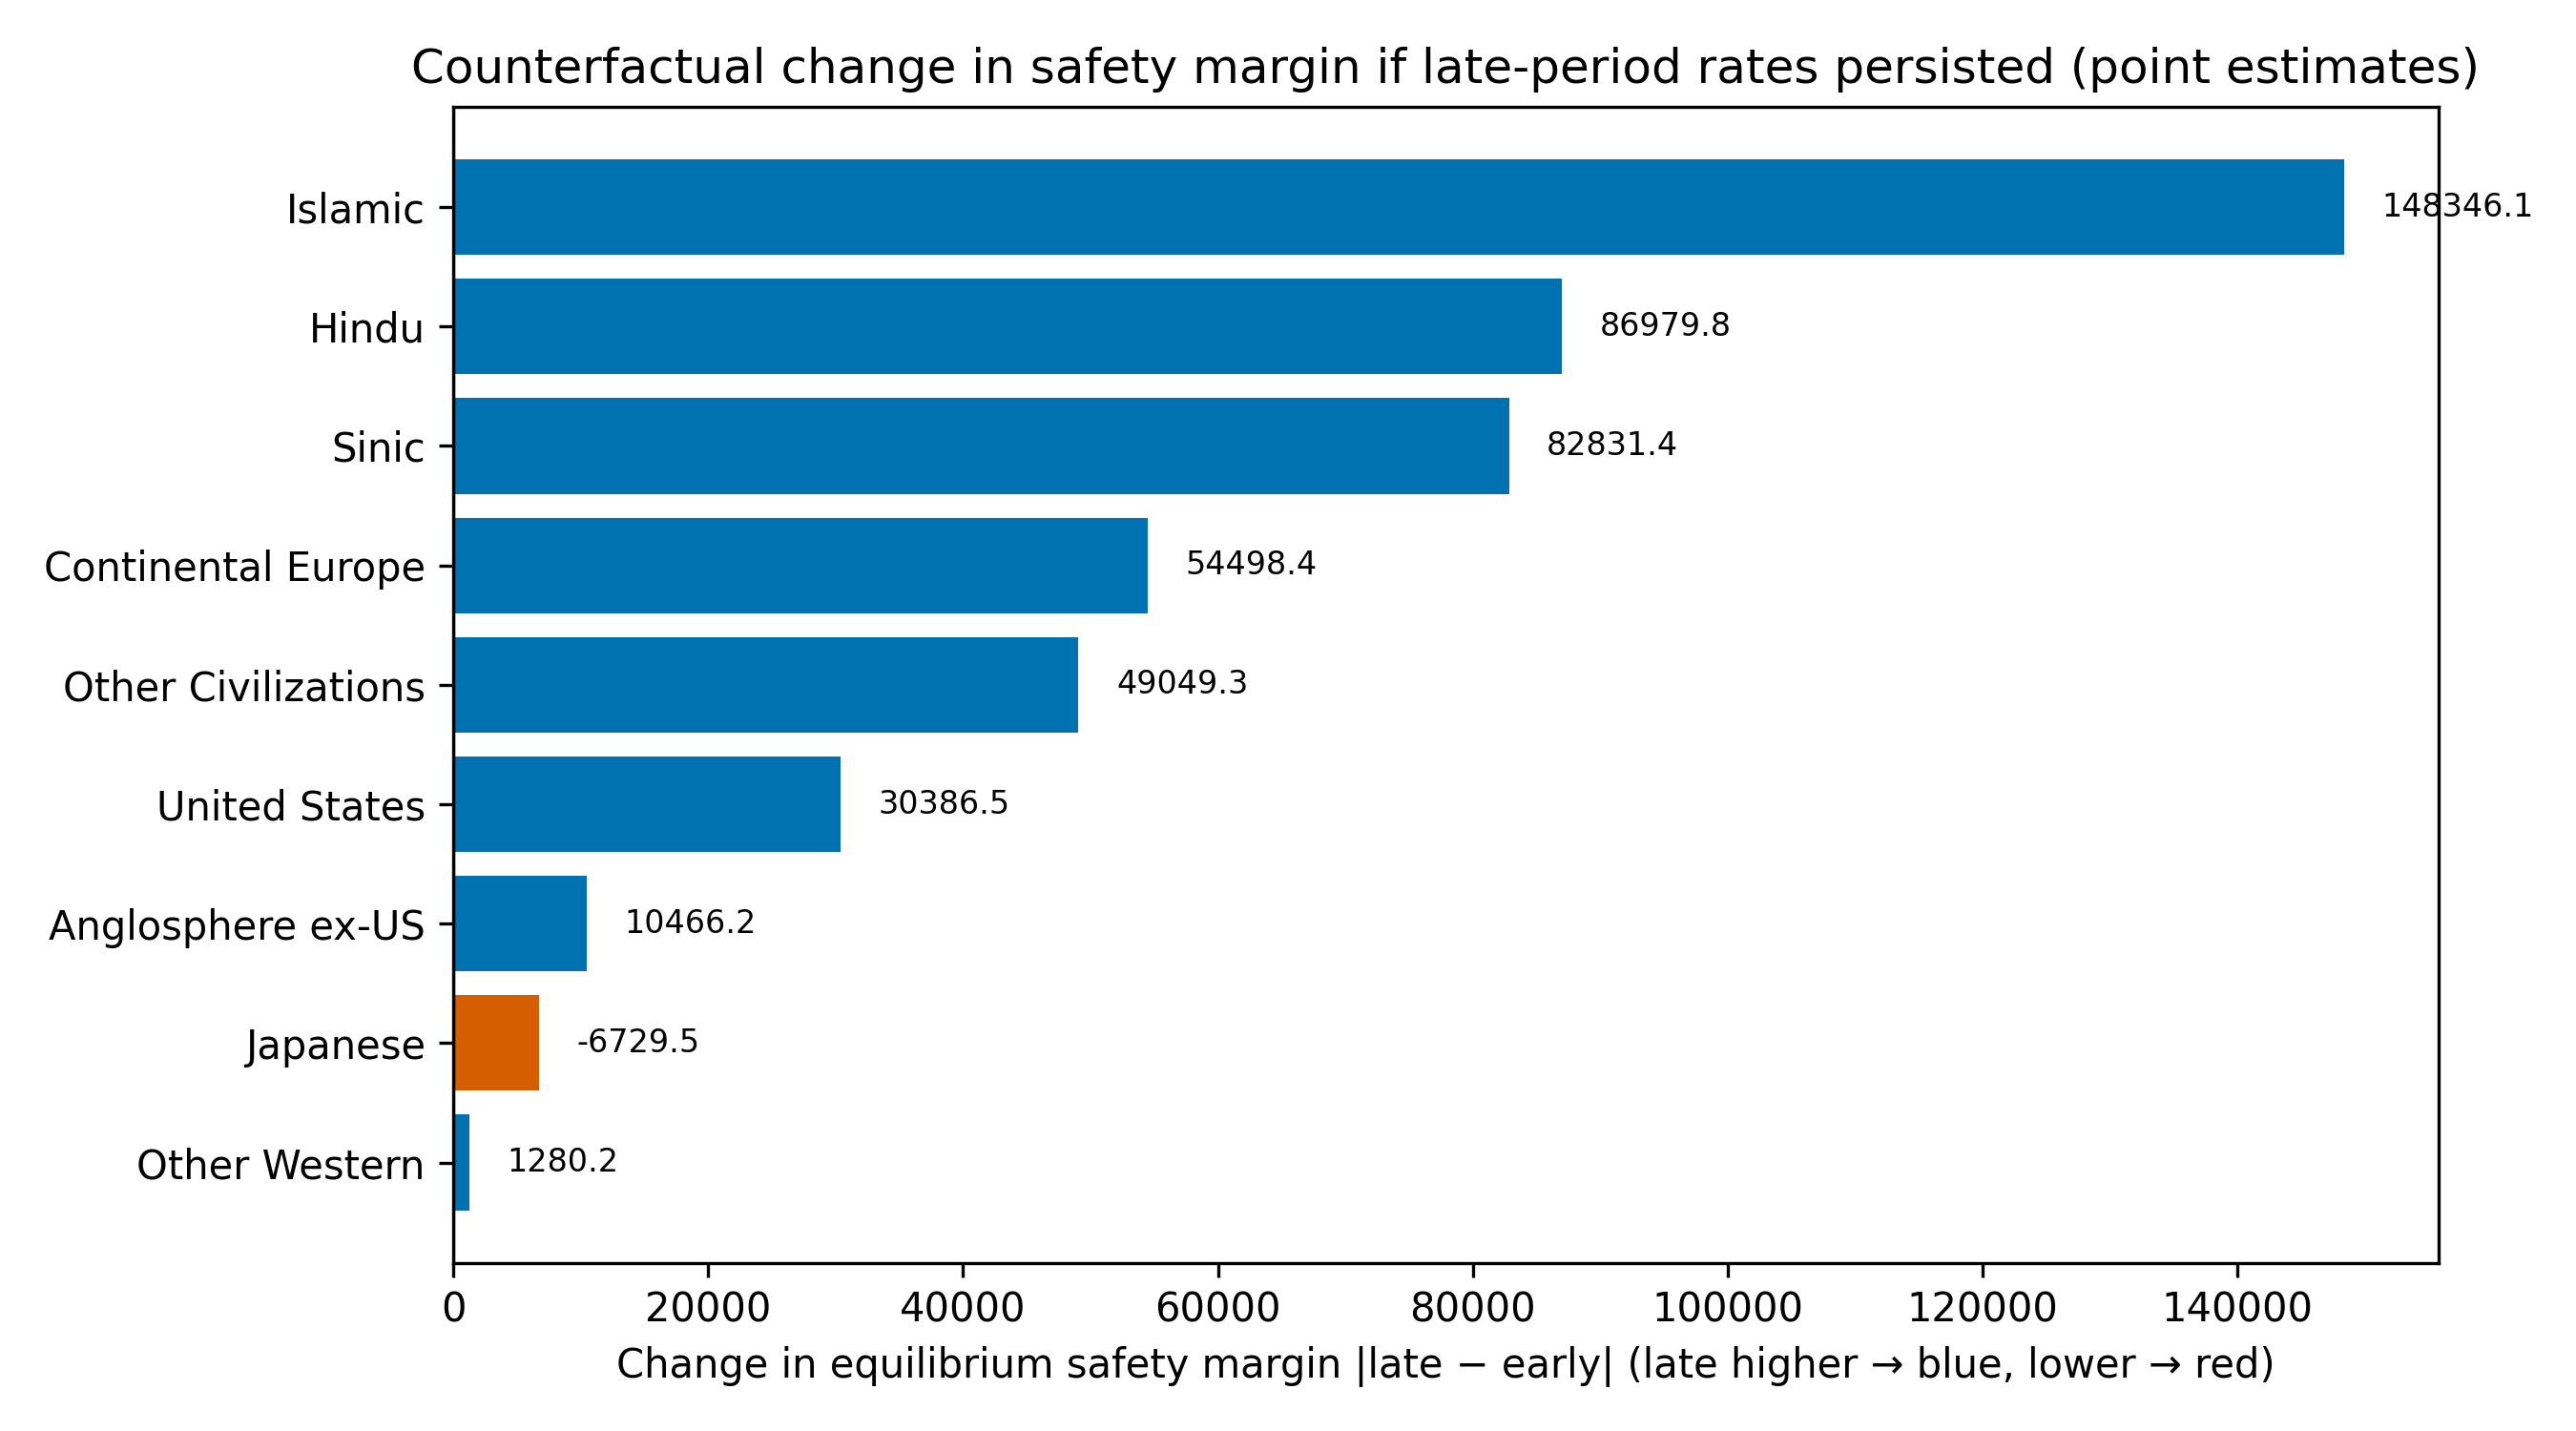 Counterfactual change in safety margin if late-period rates persisted (point estimates)
Islamic 148346.1
Hindu 86979.8
Sinic 82831.4
Continental Europe 54498.4
Other Civilizations 49049.3
United States 30386.5
Anglosphere ex-US 10466.2
Japanese -6729.5
Other Western 1280.2
0 20000 40000 60000 80000 100000 120000 140000
Change in equilibrium safety margin |late − early| (late higher → blue, lower → red)